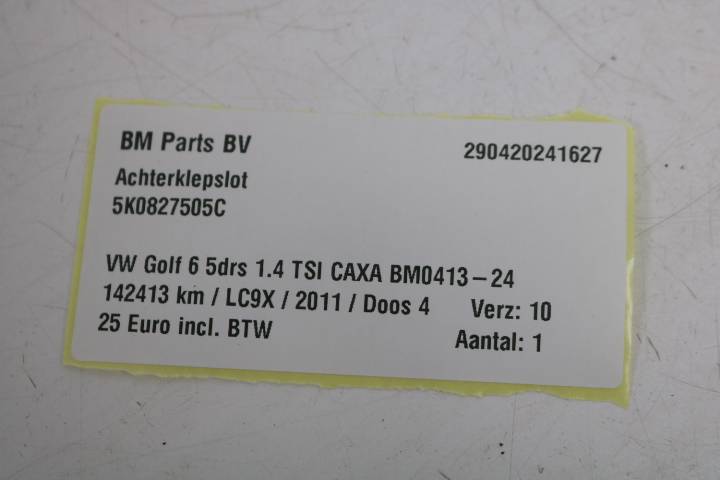 BM Parts BV 290420241627
Achterklepslot
5K0827505C
VW Golf 6 5drs 1.4 TSI CAXA BM0413-24
142413 km / LC9X / 2011 / Doos 4 Verz: 10
25 Euro incl. BTW Aantal: 1